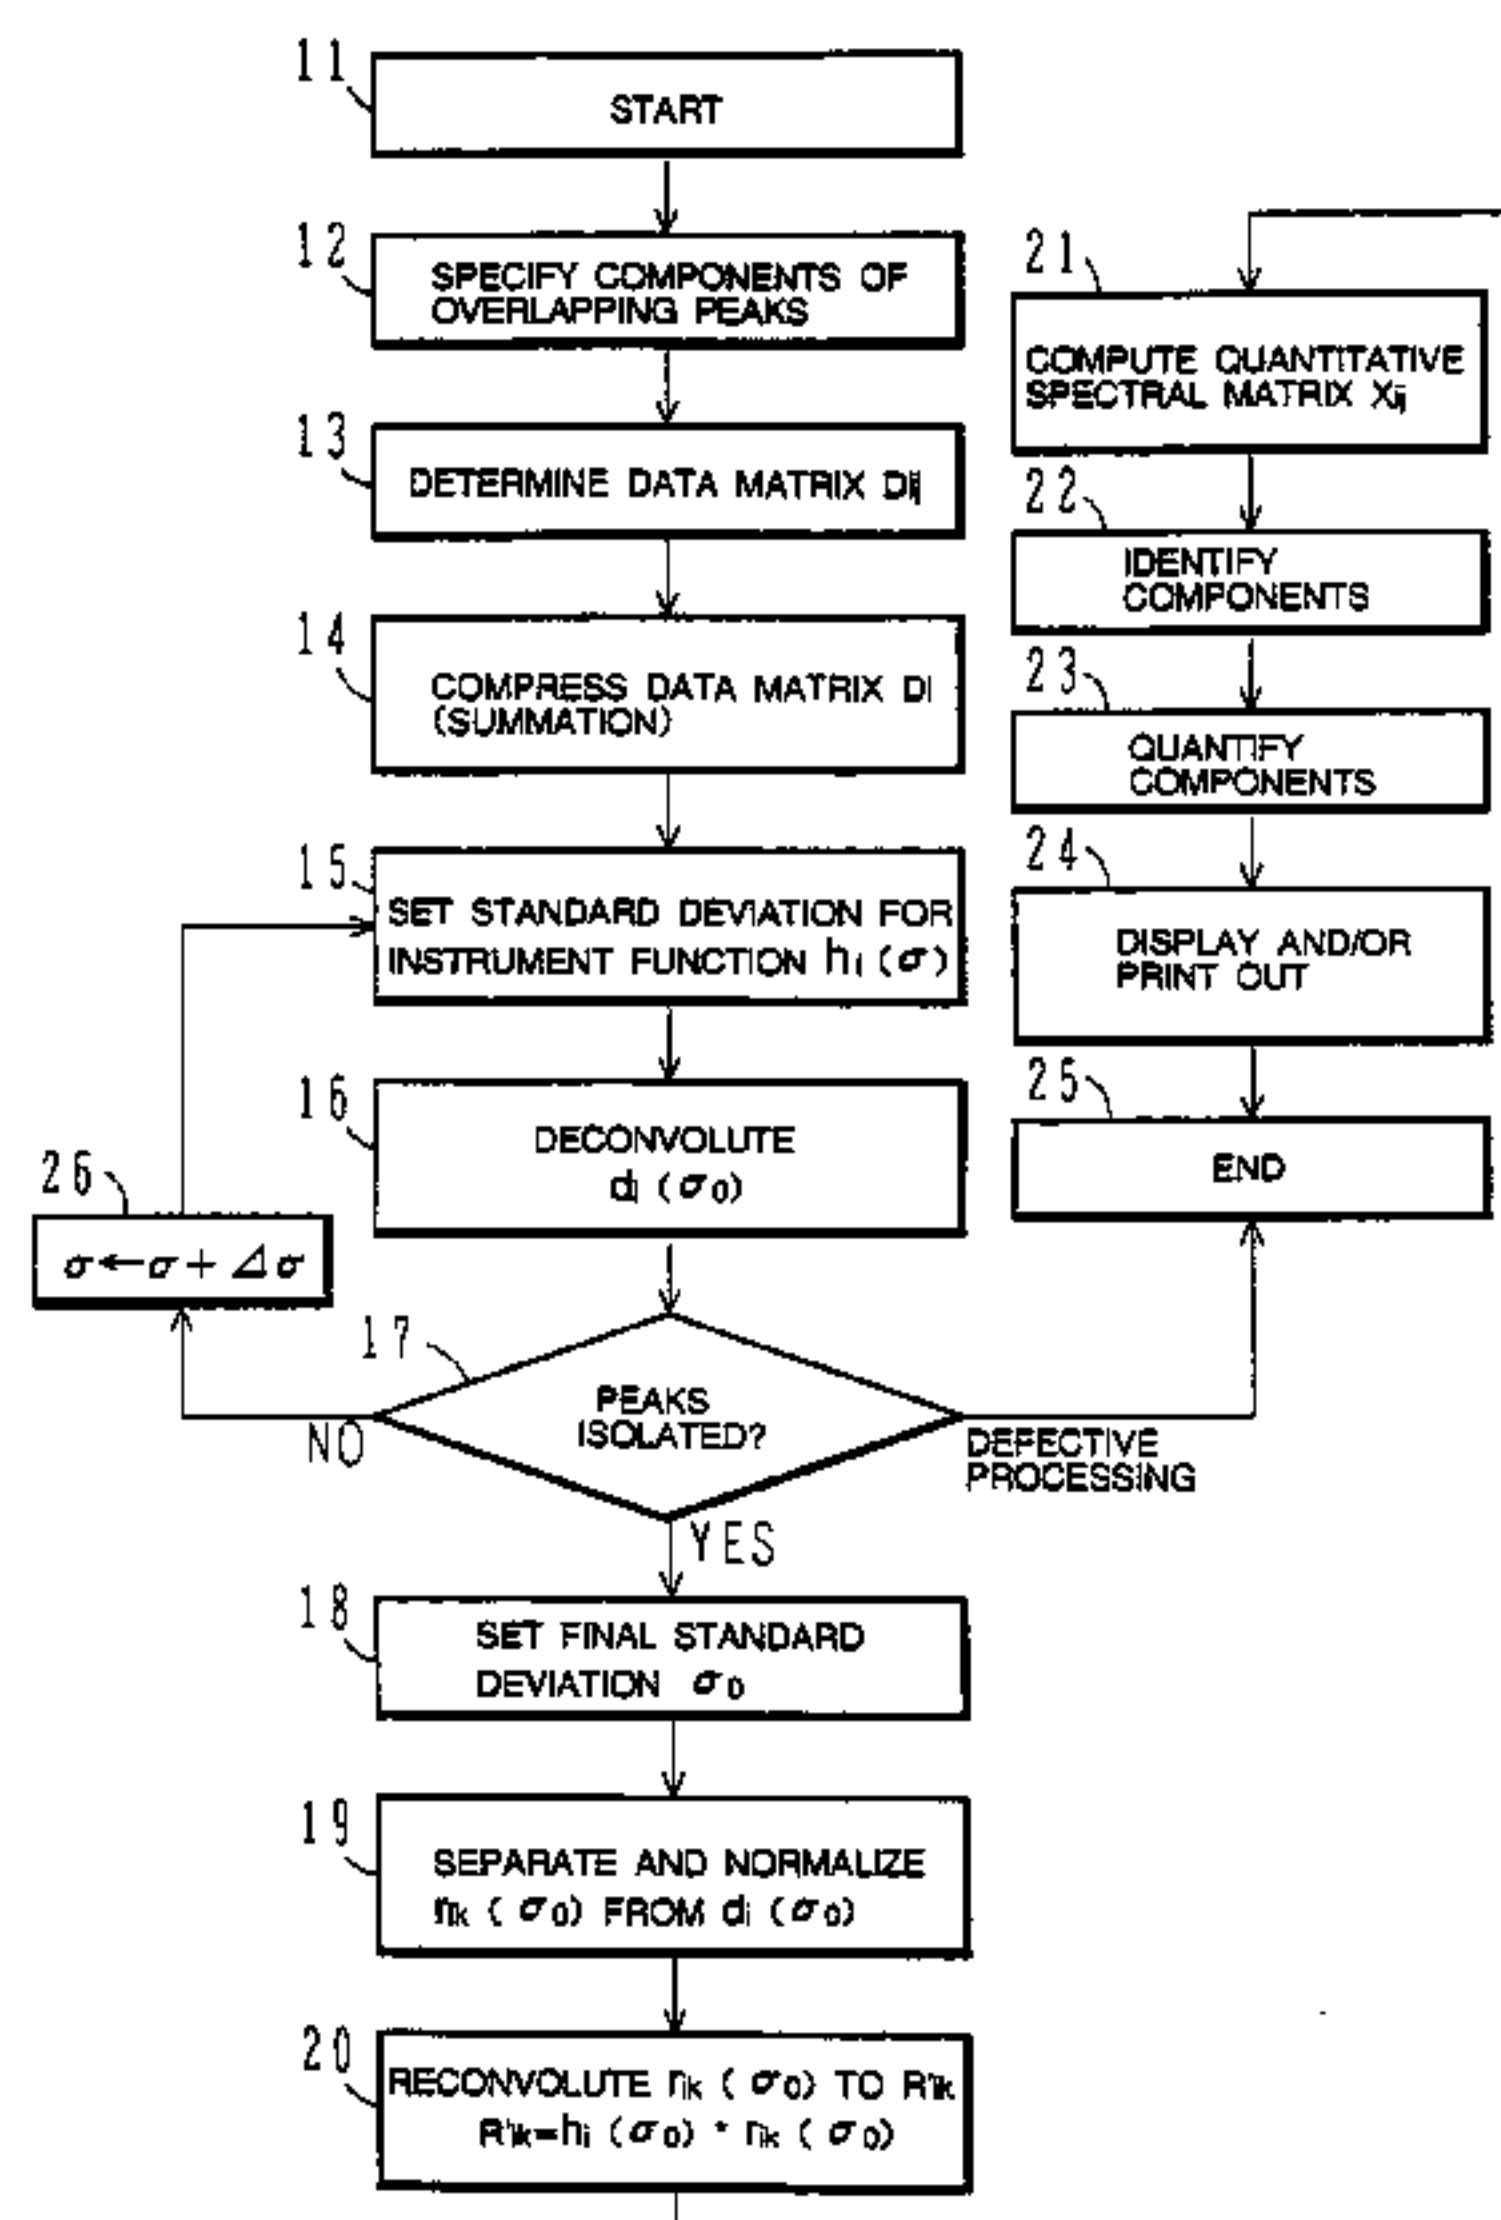 11
START
12
SPECIFY COMPONENTS OF
OVERLAPPING PEAKS
13
DETERMINE DATA MATRIX Dij
14
COMPRESS DATA MATRIX Di
(SUMMATION)
15
SET STANDARD DEVIATION FOR
INSTRUMENT FUNCTION hi (σ)
16
DECONVOLUTE
di (σ0)
26
σ←σ+ Δσ
17
PEAKS
ISOLATED?
NO
DEFECTIVE
PROCESSING
YES
18
SET FINAL STANDARD
DEVIATION σ0
19
SEPARATE AND NORMALIZE
rik (σ0) FROM di (σ0)
20
RECONVOLUTE rik (σ0) TO R'ik
R'ik=hi (σ0) * rik (σ0)
21
COMPUTE QUANTITATIVE
SPECTRAL MATRIX Xij
22
IDENTIFY
COMPONENTS
23
QUANTIFY
COMPONENTS
24
DISPLAY AND/OR
PRINT OUT
25
END